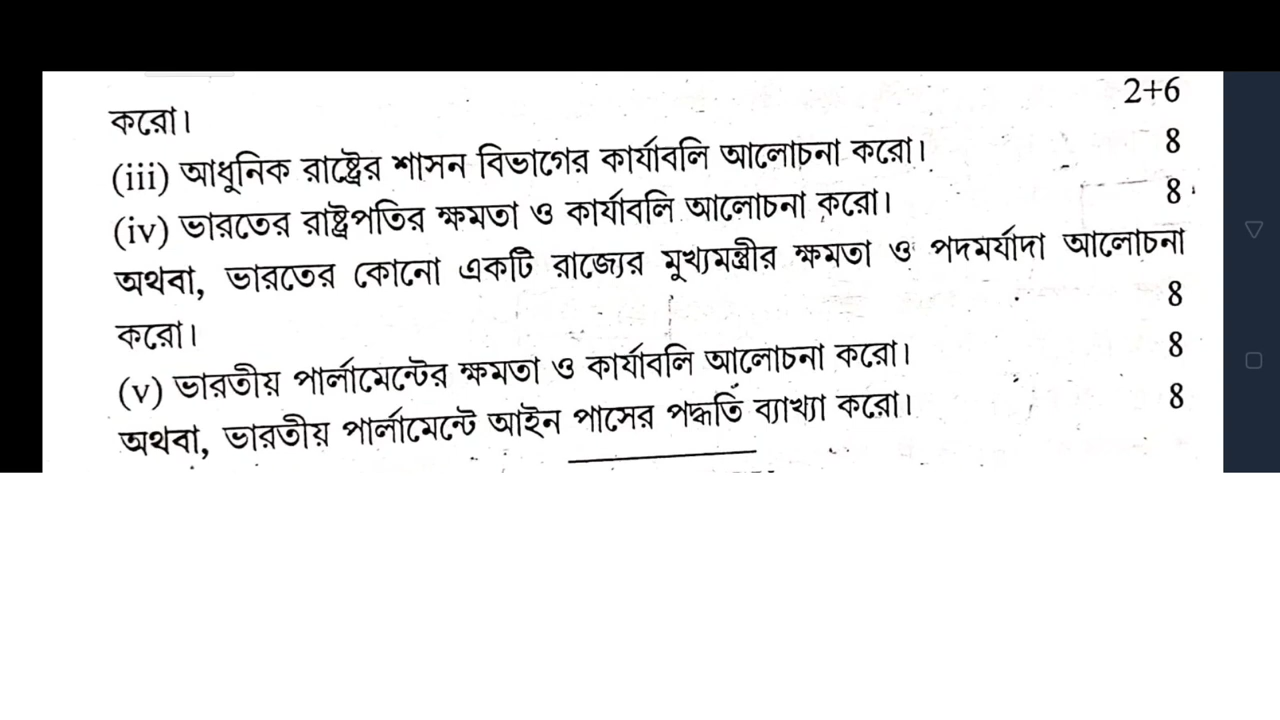 2+6
করো।
(iii) আধুনিক রাষ্ট্রের শাসন বিভাগের কার্যাবলি আলোচনা করো। 8
(iv) ভারতের রাষ্ট্রপতির ক্ষমতা ও কার্যাবলি আলোচনা করো। 8
অথবা, ভারতের কোনো একটি রাজ্যের মুখ্যমন্ত্রীর ক্ষমতা ও পদমর্যাদা আলোচনা
করো। 8
(v) ভারতীয় পার্লামেন্টের ক্ষমতা ও কার্যাবলি আলোচনা করো। 8
অথবা, ভারতীয় পার্লামেন্টে আইন পাসের পদ্ধতি ব্যাখ্যা করো। 8